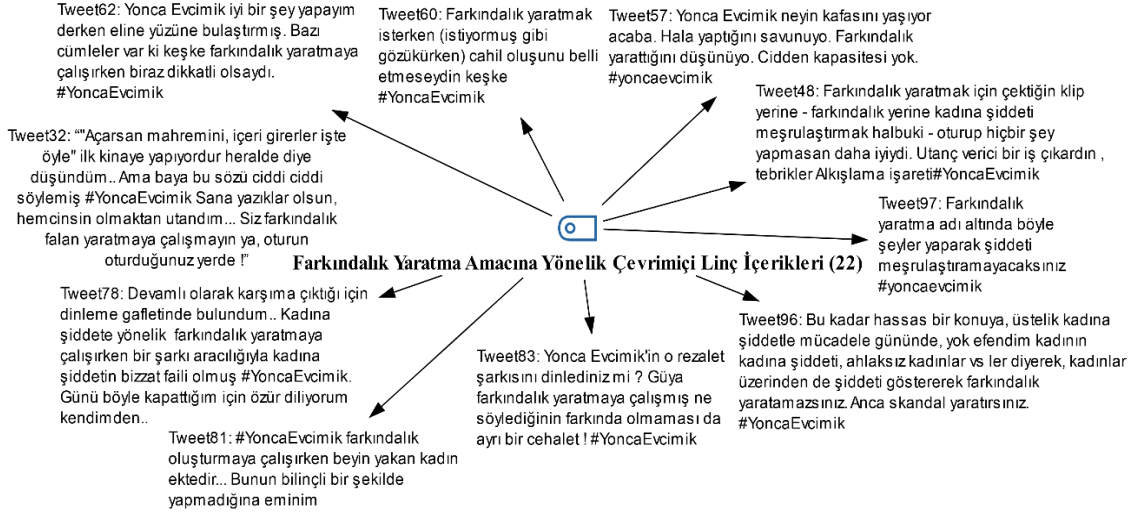 Tweet62: Yonca Evcimik iyi bir şey yapayım
derken eline yüzüne bulaştırmış. Bazı
cümleler var ki keşke farkındalık yaratmaya
çalışırken biraz dikkatli olsaydı.
#YoncaEvcimik
Tweet60: Farkındalık yaratmak
isterken (istiyormuş gibi
gözükürken) cahil oluşunu belli
etmeseydin keşke
#YoncaEvcimik
Tweet57: Yonca Evcimik neyin kafasını yaşıyor
acaba. Hala yaptığını savunuyo. Farkındalık
yarattığını düşünüyo. Cidden kapasitesi yok.
#yoncaevcimik
Tweet48: Farkındalık yaratmak için çektiğin klip
yerine - farkındalık yerine kadına şiddeti
meşrulaştırmak halbuki - oturup hiçbir şey
yapmasan daha iyiydi. Utanç verici bir iş çıkardın ,
tebrikler Alkışlama işareti#YoncaEvcimik
Tweet32: ““"Açarsan mahremini, içeri girerler işte
öyle" ilk kinaye yapıyordur heralde diye
düşündüm.. Ama baya bu sözü ciddi ciddi
söylemiş #YoncaEvcimik Sana yazıklar olsun,
hemcinsin olmaktan utandım... Siz farkındalık
falan yaratmaya çalışmayın ya, oturun
oturduğunuz yerde !”
Tweet97: Farkındalık
yaratma adı altında böyle
şeyler yaparak şiddeti
meşrulaştıramayacaksınız
#yoncaevcimik
Farkındalık Yaratma Amacına Yönelik Çevrimiçi Linç İçerikleri (22)
Tweet78: Devamlı olarak karşıma çıktığı için
dinleme gafletinde bulundum.. Kadına
şiddete yönelik farkındalık yaratmaya
çalışırken bir şarkı aracılığıyla kadına
şiddetin bizzat faili olmuş #YoncaEvcimik.
Günü böyle kapattığım için özür diliyorum
kendimden..
Tweet81: #YoncaEvcimik farkındalık
oluşturmaya çalışırken beyin yakan kadın
ektedir... Bunun bilinçli bir şekilde
yapmadığına eminim
Tweet83: Yonca Evcimik'in o rezalet
şarkısını dinlediniz mi ? Güya
farkındalık yaratmaya çalışmış ne
söylediğinin farkında olmaması da
ayrı bir cehalet ! #YoncaEvcimik
Tweet96: Bu kadar hassas bir konuya, üstelik kadına
şiddetle mücadele gününde, yok efendim kadının
kadına şiddeti, ahlaksız kadınlar vs ler diyerek, kadınlar
üzerinden de şiddeti göstererek farkındalık
yaratamazsınız. Anca skandal yaratırsınız.
#YoncaEvcimik